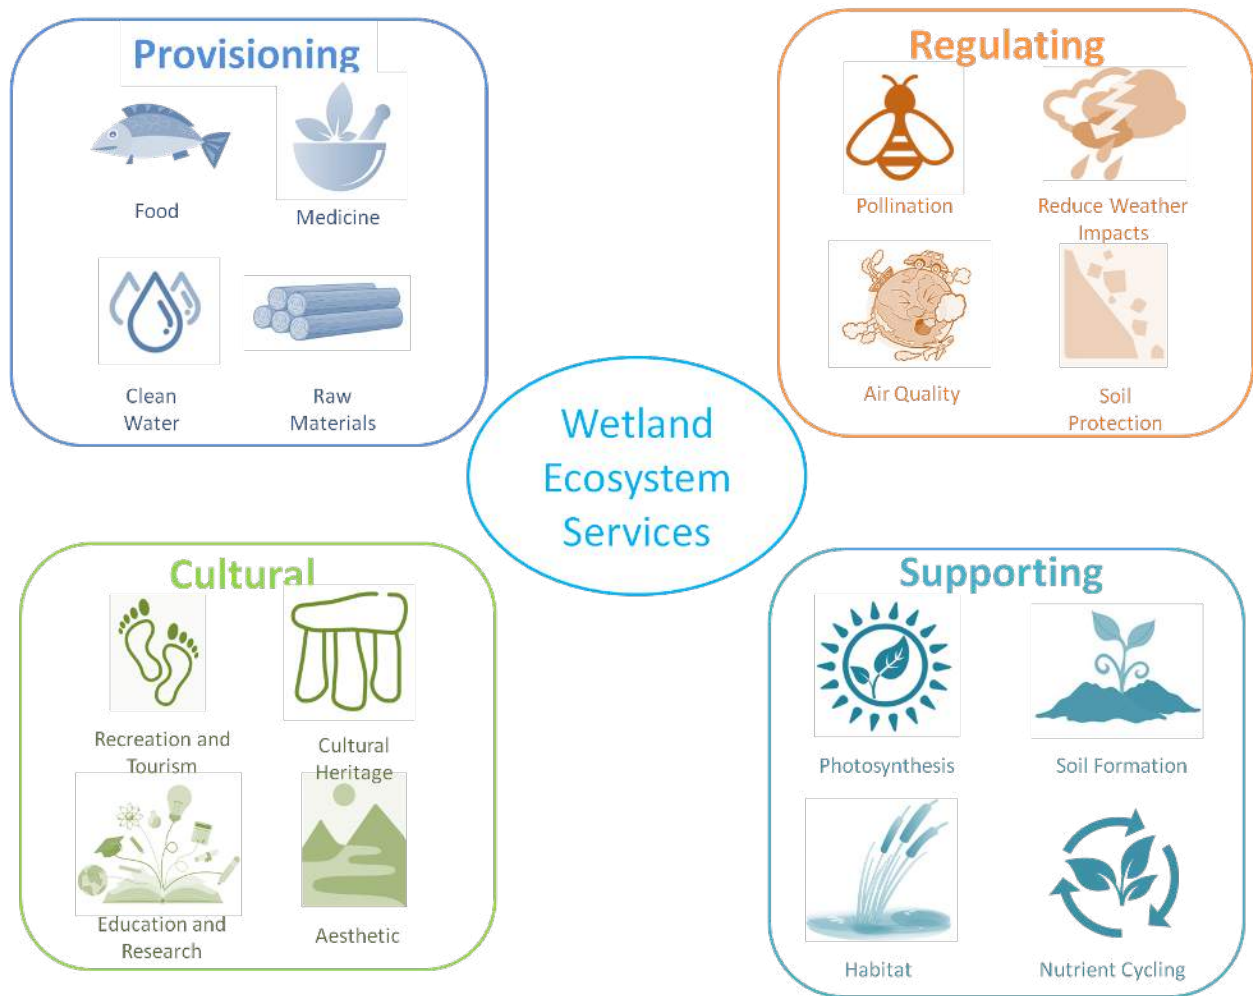 Provisioning
Food
Medicine
Clean
Water
Raw
Materials
Regulating
Pollination
Reduce Weather
Impacts
Air Quality
Soil
Protection
Wetland
Ecosystem
Services
Cultural
Recreation and
Tourism
Cultural
Heritage
Education and
Research
Aesthetic
Supporting
Photosynthesis
Soil Formation
Habitat
Nutrient Cycling